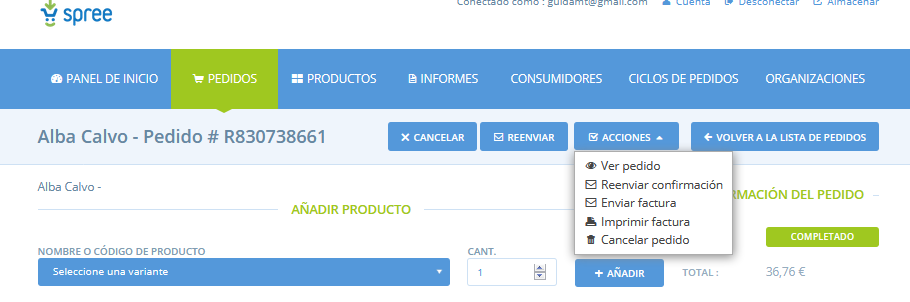 Conectado como : guidamt@gmail.com Cuenta Desconectar Almacenar
spree
PANEL DE INICIO PEDIDOS PRODUCTOS INFORMES CONSUMIDORES CICLOS DE PEDIDOS ORGANIZACIONES
Alba Calvo - Pedido # R830738661 CANCELAR REENVIAR ACCIONES VOLVER A LA LISTA DE PEDIDOS
Ver pedido
Reenviar confirmación
Enviar factura
Imprimir factura
Cancelar pedido
Alba Calvo -
AÑADIR PRODUCTO
RMACIÓN DEL PEDIDO
COMPLETADO
NOMBRE O CÓDIGO DE PRODUCTO CANT.
Seleccione una variante 1 + AÑADIR TOTAL : 36,76 €